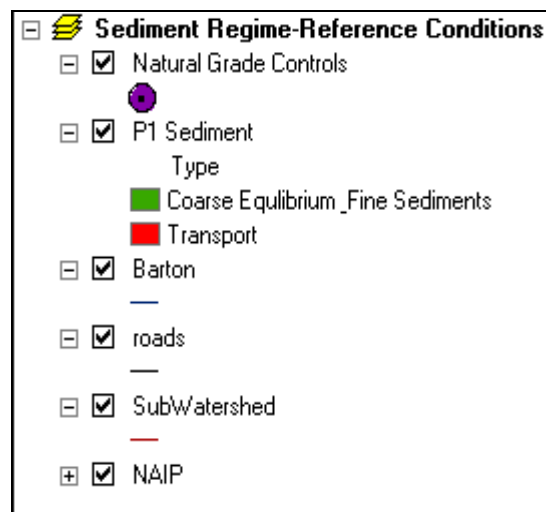 Sediment Regime-Reference Conditions
Natural Grade Controls
P1 Sediment
Type
Coarse Equlibrium _Fine Sediments
Transport
Barton
roads
SubWatershed
NAIP